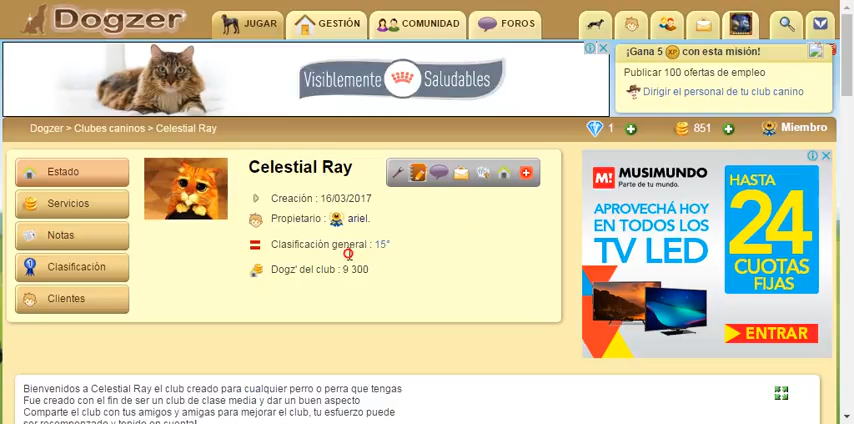 Dogzer
JUGAR
GESTIÓN
COMUNIDAD
FOROS
Visiblemente Saludables
¡Gana 5 XP con esta misión!
Publicar 100 ofertas de empleo
Dirigir el personal de tu club canino
Dogzer > Clubes caninos > Celestial Ray
1
851
Miembro
Estado
Servicios
Notas
Clasificación
Clientes
Celestial Ray
Creación : 16/03/2017
Propietario : ariel.
Clasificación general : 15°
Dogz' del club : 9 300
M! MUSIMUNDO
Parte de tu mundo.
APROVECHÁ HOY
EN TODOS LOS
TV LED
HASTA
24
CUOTAS
FIJAS
ENTRAR
Bienvenidos a Celestial Ray el club creado para cualquier perro o perra que tengas
Fue creado con el fin de ser un club de clase media y dar un buen aspecto
Comparte el club con tus amigos y amigas para mejorar el club, tu esfuerzo puede
ser recompenzado y tenido en cuenta!